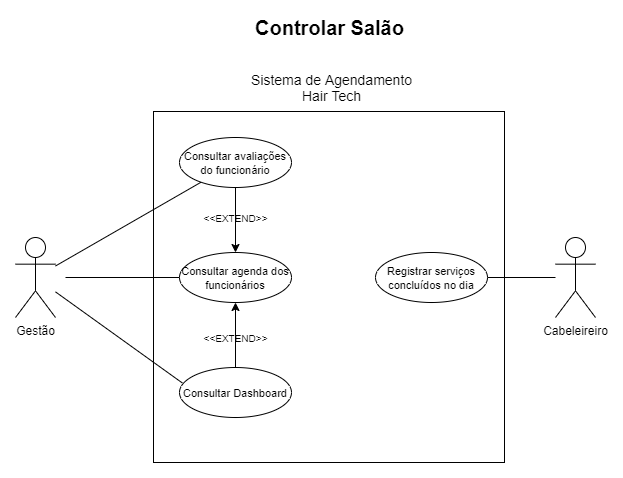 Controlar Salão
Sistema de Agendamento
Hair Tech
Consultar avaliações
do funcionário
<<EXTEND>>
Consultar agenda dos
funcionários
Registrar serviços
concluídos no dia
Gestão
Cabeleireiro
<<EXTEND>>
Consultar Dashboard